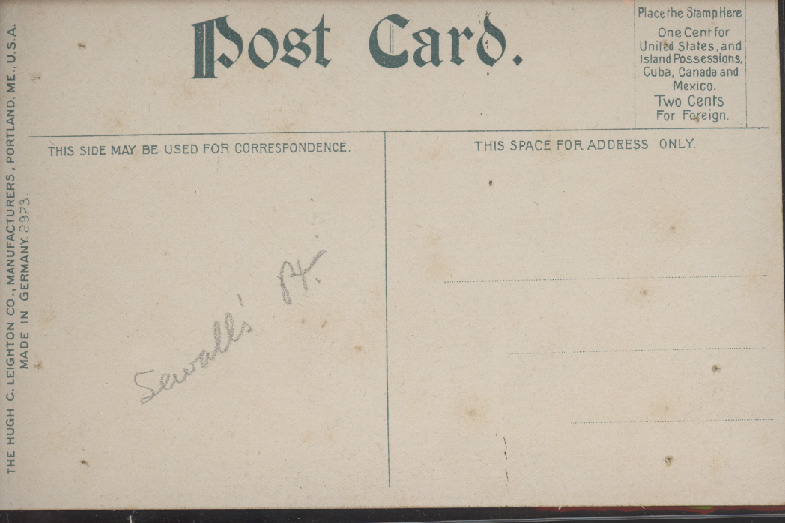 Post Card.
Place the Stamp Here
One Cent for
United States, and
Island Possessions,
Cuba, Canada and
Mexico.
Two Cents
For Foreign.
THIS SIDE MAY BE USED FOR CORRESPONDENCE.
THIS SPACE FOR ADDRESS ONLY.
Sewall's Pt.
THE HUGH C. LEIGHTON CO., MANUFACTURERS, PORTLAND, ME., U.S.A.
MADE IN GERMANY. 2973.